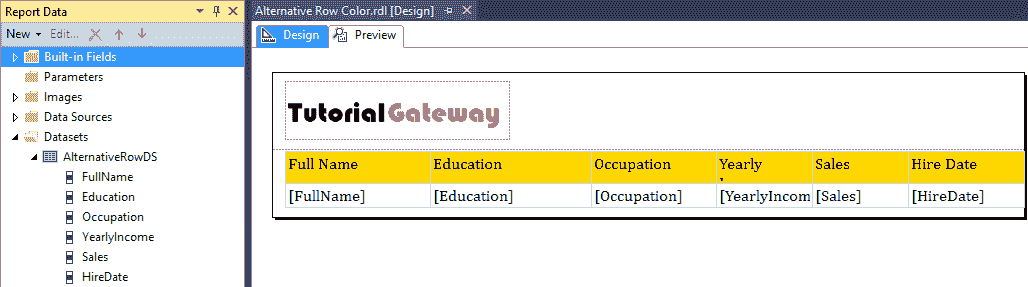 Report Data
New Edit...
Built-in Fields
Parameters
Images
Data Sources
Datasets
AlternativeRowDS
FullName
Education
Occupation
YearlyIncome
Sales
HireDate
Alternative Row Color.rdl [Design]
Design Preview
TutorialGateway
Full Name Education Occupation Yearly Sales Hire Date
[FullName] [Education] [Occupation] [YearlyIncom [Sales] [HireDate]